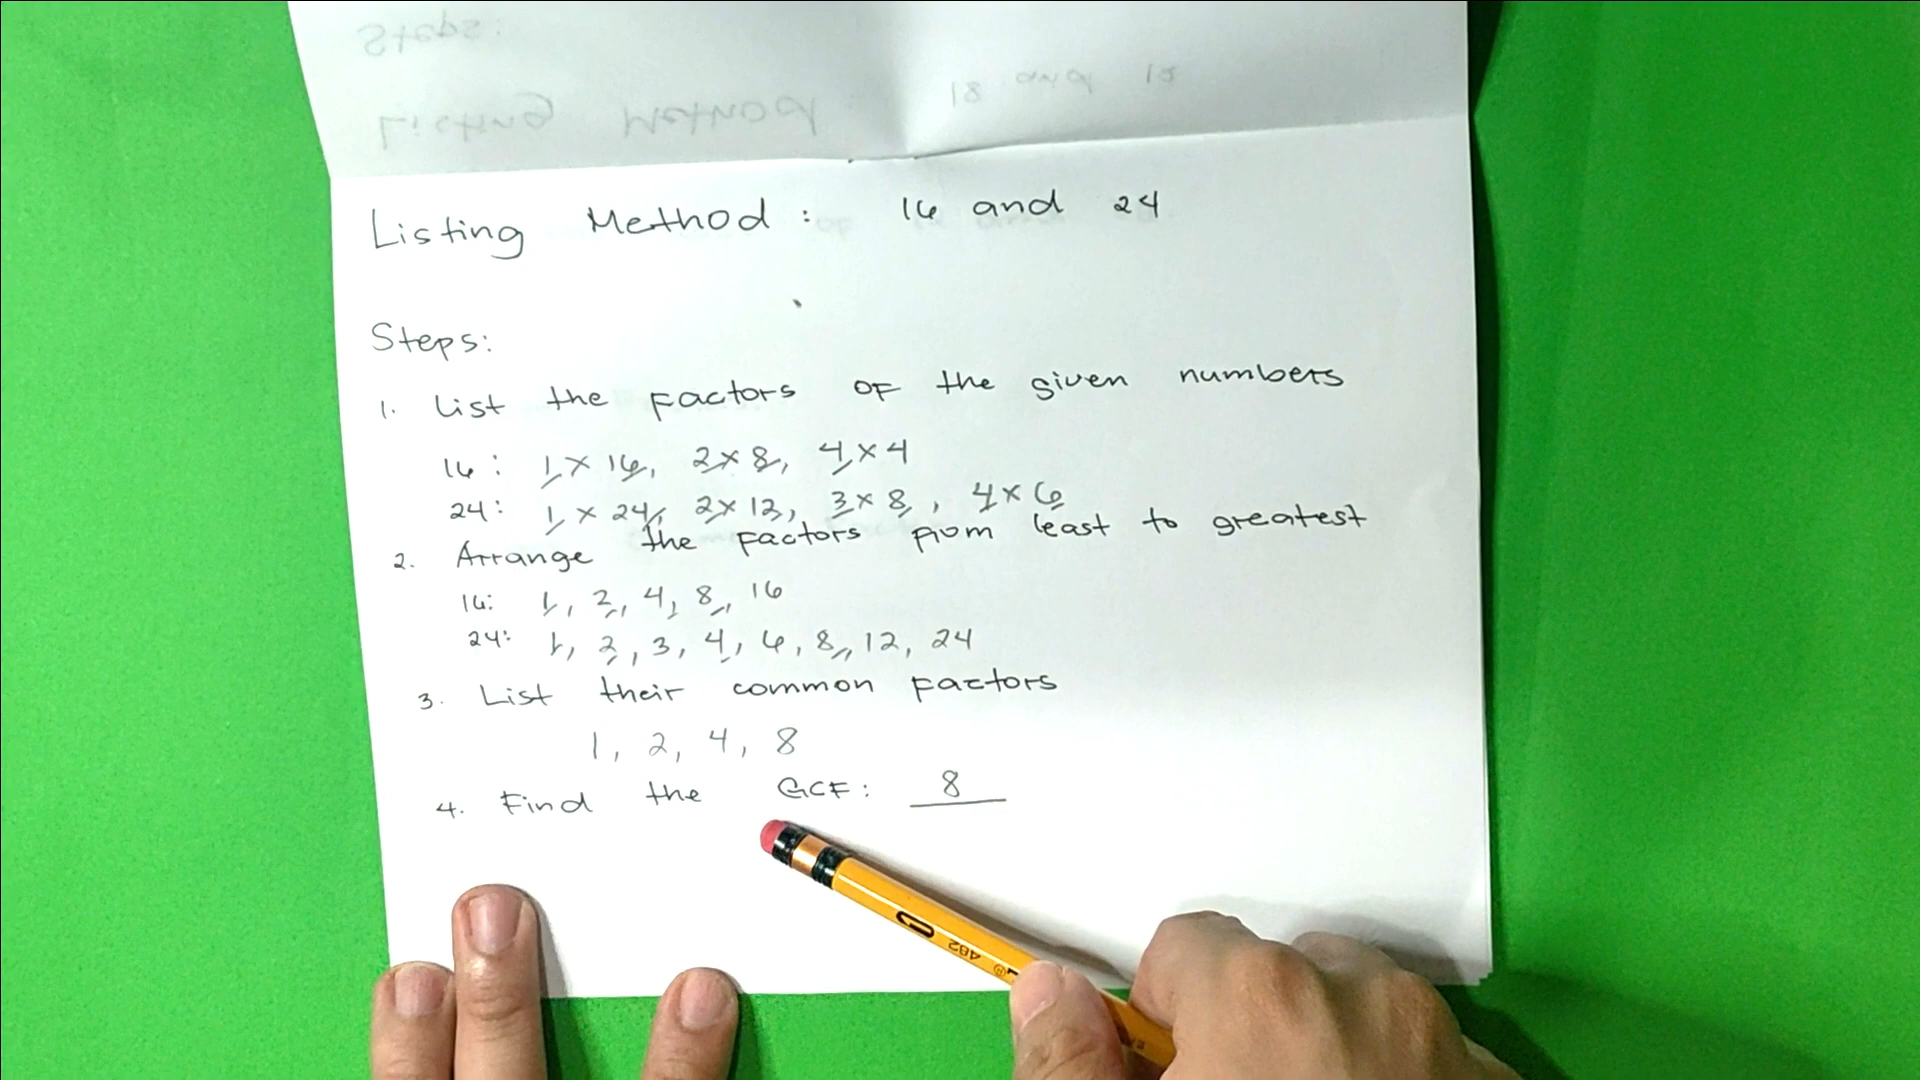 Listing Method : 16 and 24
Steps:
1. List the factors of the given numbers
16 : 1 x 16, 2 x 8, 4 x 4
24 : 1 x 24, 2 x 12, 3 x 8, 4 x 6
2. Arrange the factors from least to greatest
16: 1, 2, 4, 8, 16
24: 1, 2, 3, 4, 6, 8, 12, 24
3. List their common factors
1, 2, 4, 8
4. Find the GCF: 8
482